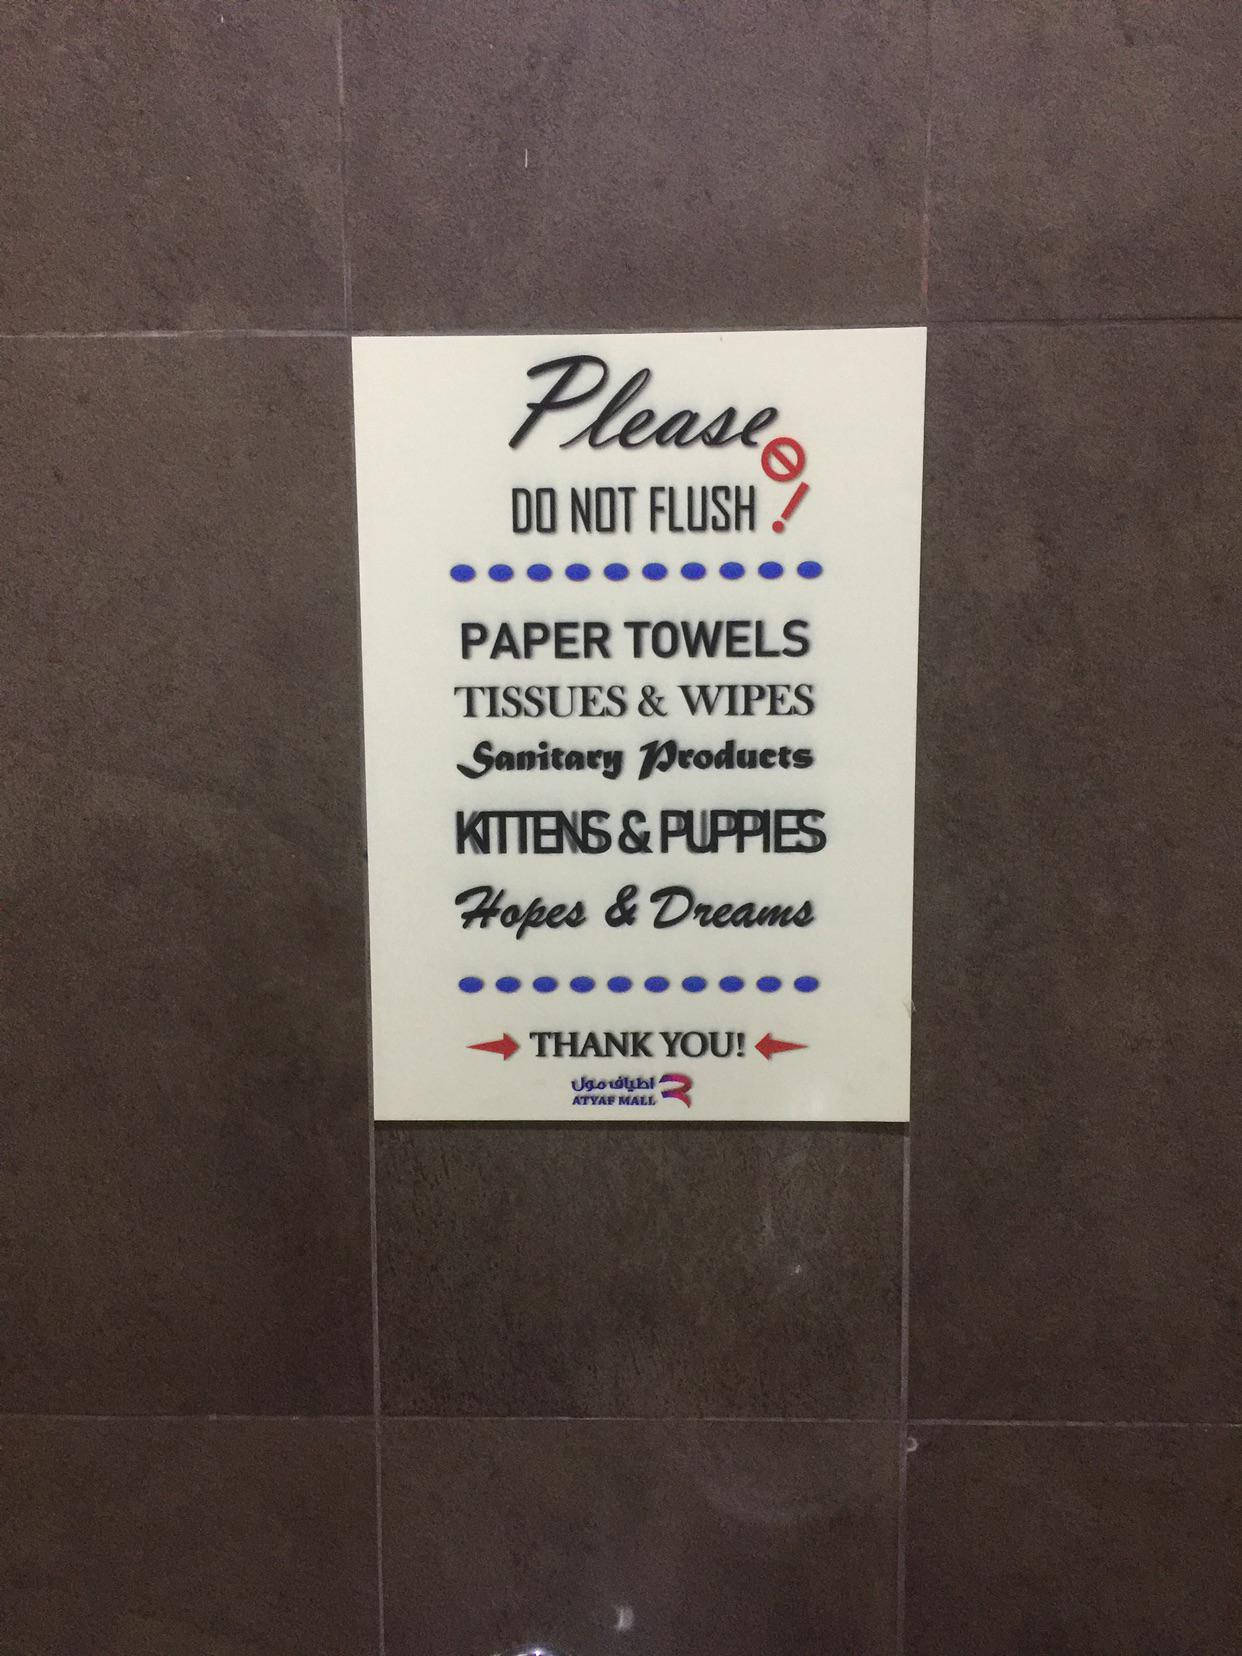 Please
DO NOT FLUSH !
PAPER TOWELS
TISSUES & WIPES
Sanitary Products
KITTENS & PUPPIES
Hopes & Dreams
THANK YOU!
اطياف مول
ATYAF MALL